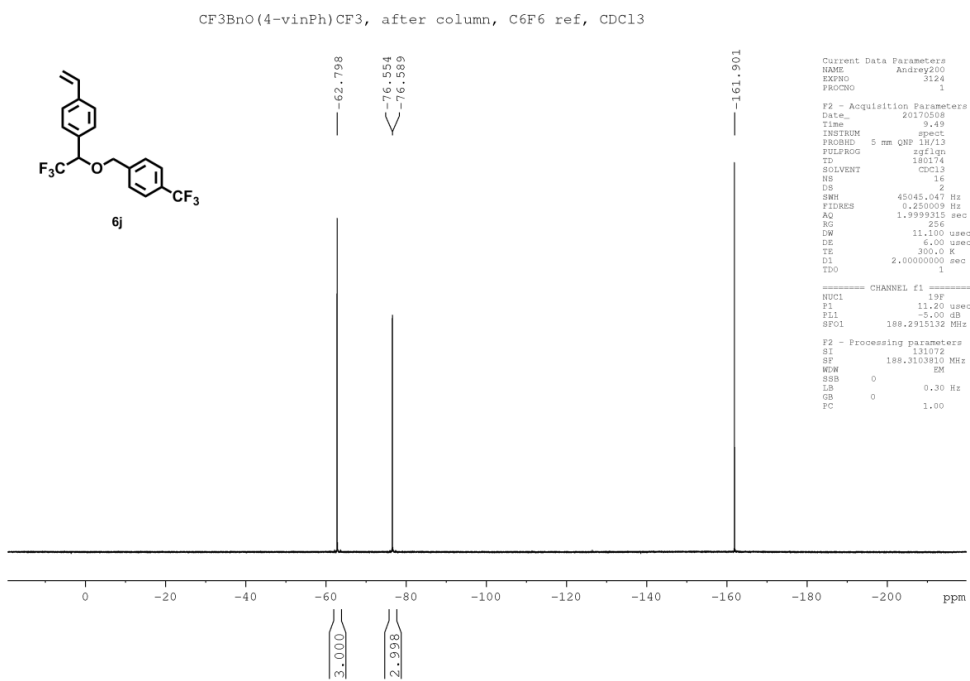 CF3BnO(4-vinPh)CF3, after column, C6F6 ref, CDCl3
-62.798
-76.554
-76.589
-161.901
F3C
O
CF3
6j
Current Data Parameters
NAME Andrey200
EXPNO 3124
PROCNO 1
F2 - Acquisition Parameters
Date_ 20170508
Time 9.49
INSTRUM spect
PROBHD 5 mm QNP 1H/13
PULPROG zgflqn
TD 180174
SOLVENT CDCl3
NS 16
DS 2
SWH 45045.047 Hz
FIDRES 0.250009 Hz
AQ 1.9999315 sec
RG 256
DW 11.100 usec
DE 6.00 usec
TE 300.0 K
D1 2.00000000 sec
TD0 1
======== CHANNEL f1 ========
NUC1 19F
P1 11.20 usec
PL1 -5.00 dB
SFO1 188.2915132 MHz
F2 - Processing parameters
SI 131072
SF 188.3103810 MHz
WDW EM
SSB 0
LB 0.30 Hz
GB 0
PC 1.00
0 -20 -40 -60 -80 -100 -120 -140 -160 -180 -200 ppm
3.000
2.998